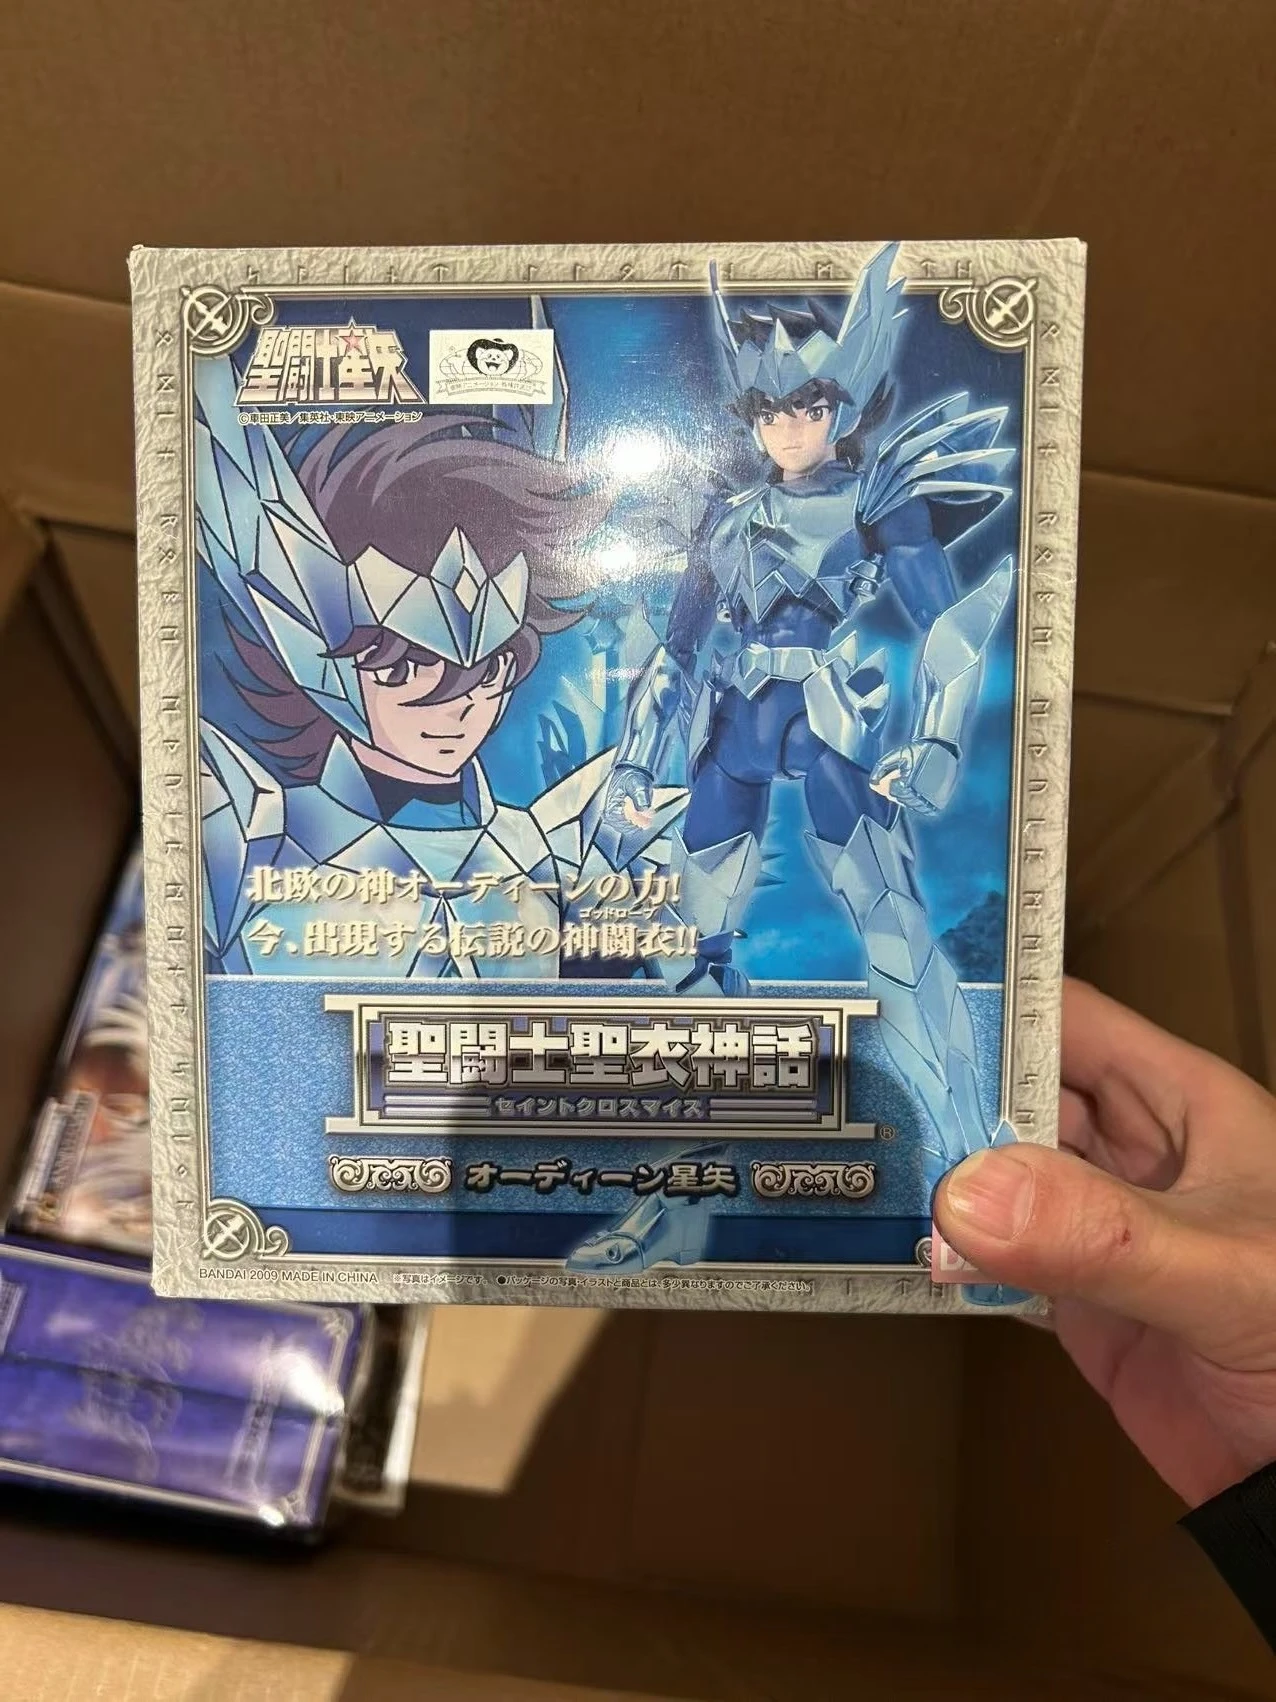 聖闘士星矢
©車田正美／集英社・東映アニメーション
北欧の神オーディーンの力!
ゴッドローブ
今、出現する伝説の神闘衣!!
聖闘士聖衣神話
セイントクロスマイス
®
オーディーン星矢
BANDAI 2009 MADE IN CHINA
※写真はイメージです。 ●パッケージの写真・イラストと商品とは、多少異なりますのでご了承ください。